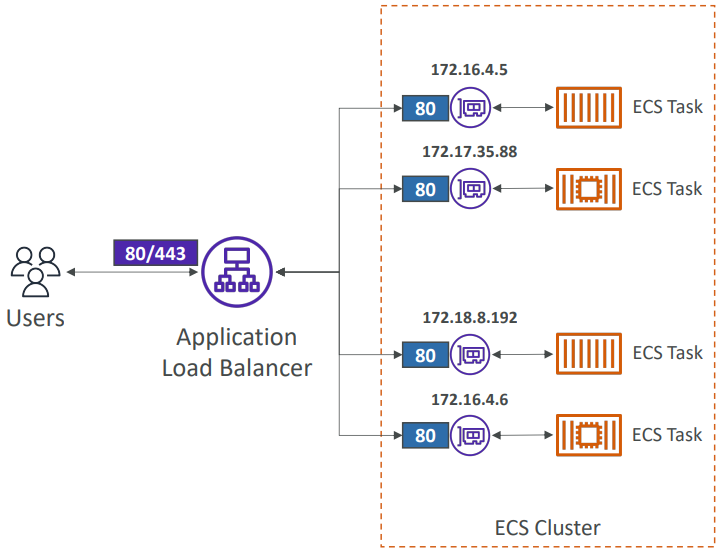 172.16.4.5
80
ECS Task
172.17.35.88
80
ECS Task
80/443
Users
Application
Load Balancer
172.18.8.192
80
ECS Task
172.16.4.6
80
ECS Task
ECS Cluster